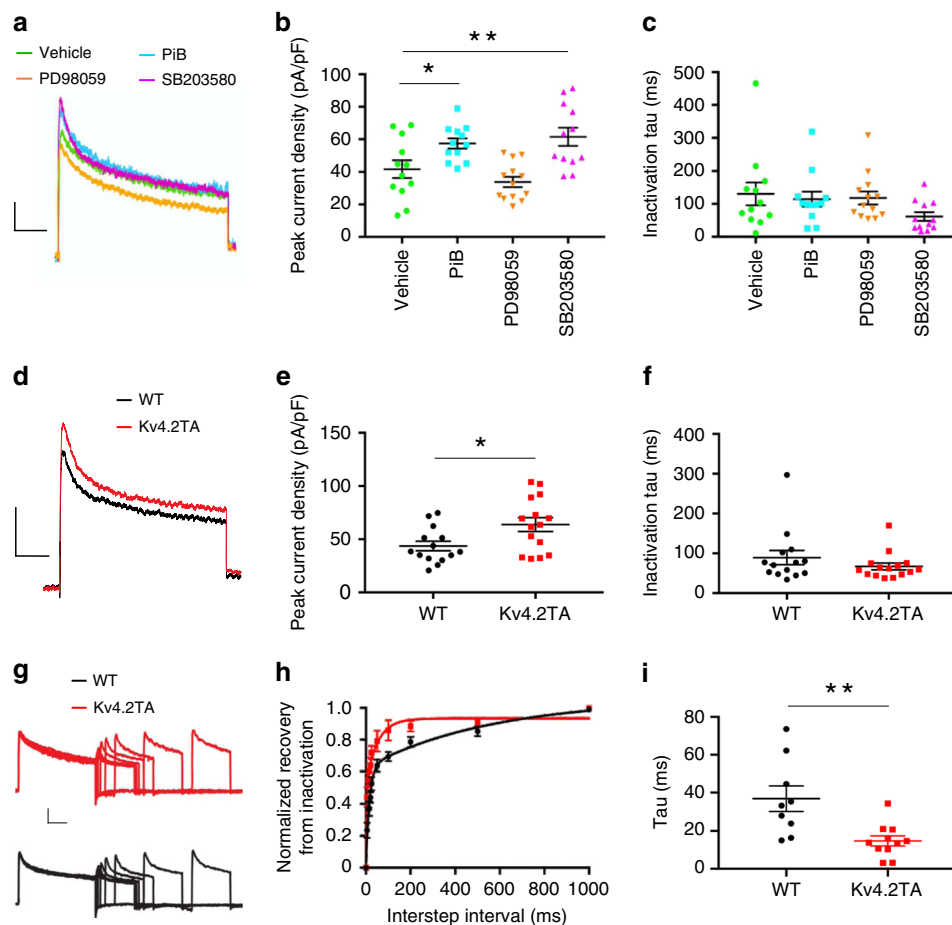 a
Vehicle
PiB
PD98059
SB203580
b
Peak current density (pA/pF)
100
80
60
40
20
0
*
**
Vehicle
PiB
PD98059
SB203580
c
Inactivation tau (ms)
500
400
300
200
100
0
Vehicle
PiB
PD98059
SB203580
d
WT
Kv4.2TA
e
Peak current density (pA/pF)
150
100
50
0
*
WT
Kv4.2TA
f
Inactivation tau (ms)
400
300
200
100
0
WT
Kv4.2TA
g
WT
Kv4.2TA
h
Normalized recovery
from inactivation
1.0
0.8
0.6
0.4
0.2
0
0
200
400
600
800
1000
Interstep interval (ms)
i
Tau (ms)
80
60
40
20
0
**
WT
Kv4.2TA